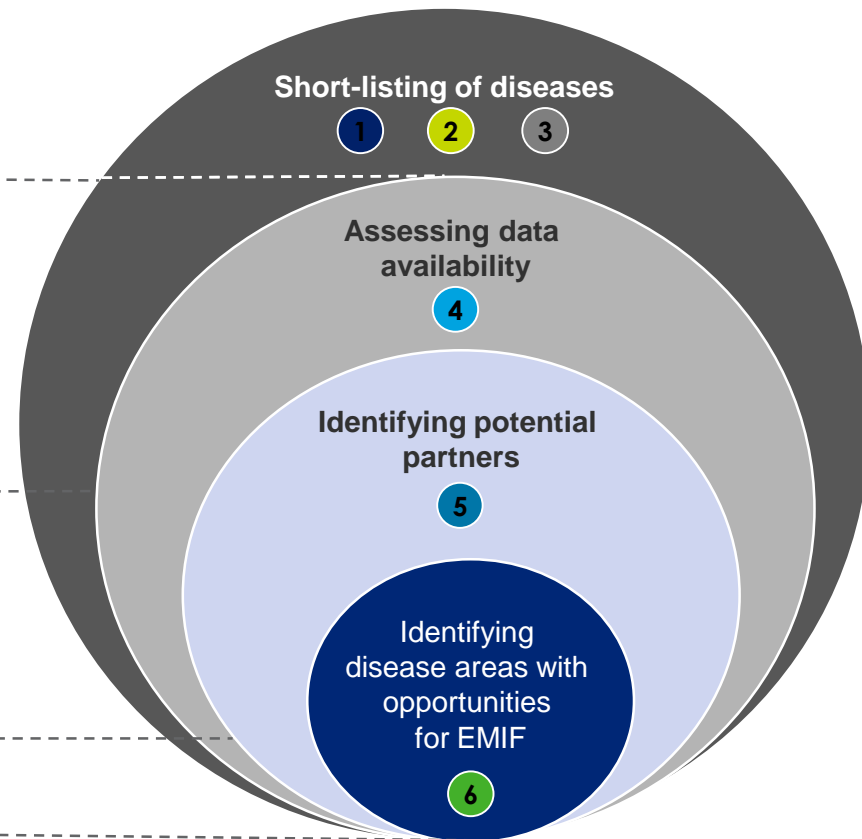 Short-listing of diseases
1 2 3
Assessing data
availability
4
Identifying potential
partners
5
Identifying
disease areas with
opportunities
for EMIF
6